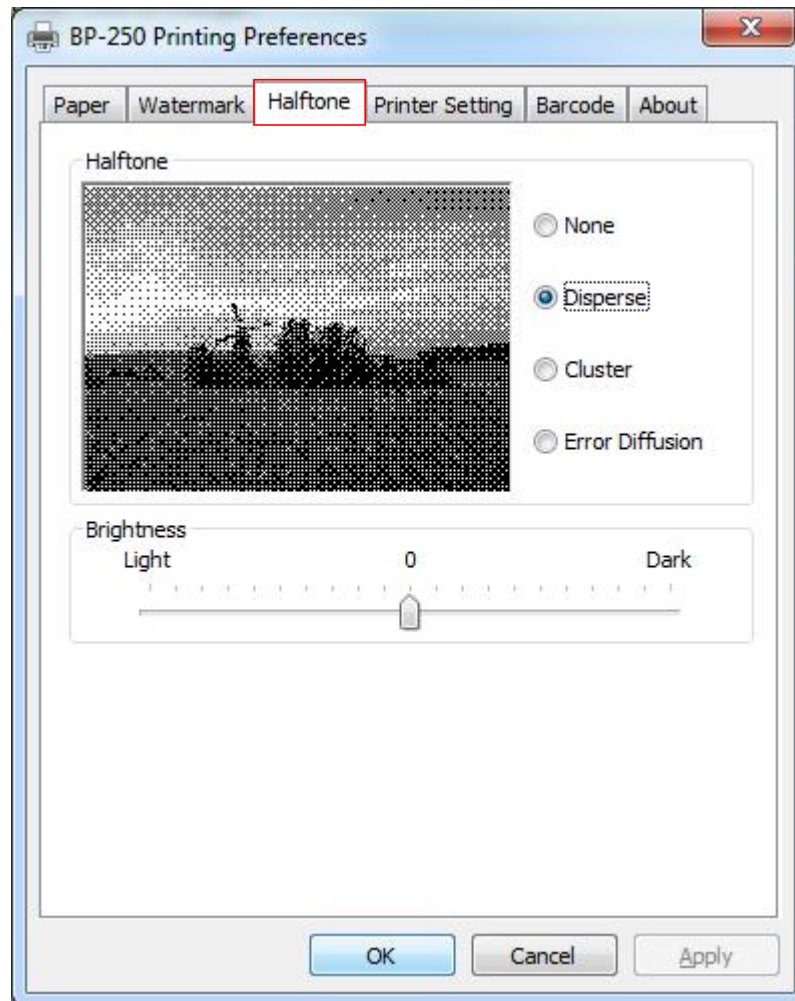 BP-250 Printing Preferences
Paper Watermark Halftone Printer Setting Barcode About
Halftone
None
Disperse
Cluster
Error Diffusion
Brightness
Light 0 Dark
OK Cancel Apply